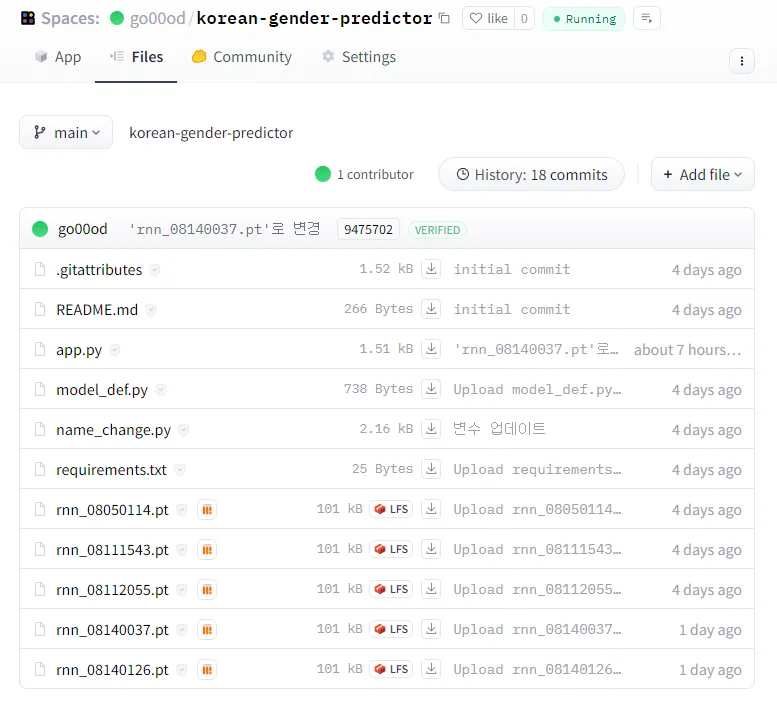 Spaces: go00od/korean-gender-predictor like 0 Running
App Files Community Settings
main korean-gender-predictor
1 contributor History: 18 commits + Add file
go00od 'rnn_08140037.pt'로 변경 9475702 VERIFIED
.gitattributes 1.52 kB initial commit 4 days ago
README.md 266 Bytes initial commit 4 days ago
app.py 1.51 kB 'rnn_08140037.pt'로… about 7 hours…
model_def.py 738 Bytes Upload model_def.py… 4 days ago
name_change.py 2.16 kB 변수 업데이트 4 days ago
requirements.txt 25 Bytes Upload requirements… 4 days ago
rnn_08050114.pt 101 kB LFS Upload rnn_08050114… 4 days ago
rnn_08111543.pt 101 kB LFS Upload rnn_08111543… 4 days ago
rnn_08112055.pt 101 kB LFS Upload rnn_08112055… 4 days ago
rnn_08140037.pt 101 kB LFS Upload rnn_08140037… 1 day ago
rnn_08140126.pt 101 kB LFS Upload rnn_08140126… 1 day ago